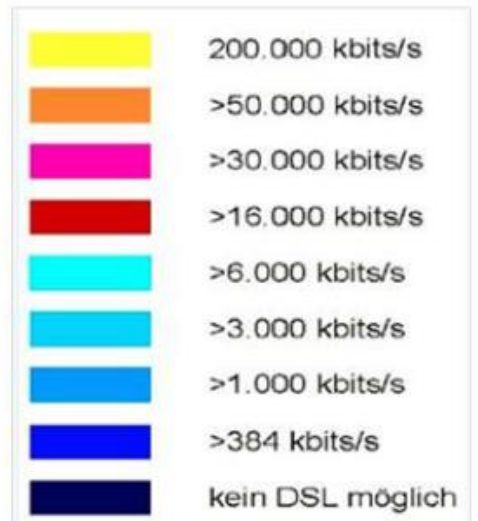 200.000 kbits/s
>50.000 kbits/s
>30.000 kbits/s
>16.000 kbits/s
>6.000 kbits/s
>3.000 kbits/s
>1.000 kbits/s
>384 kbits/s
kein DSL möglich